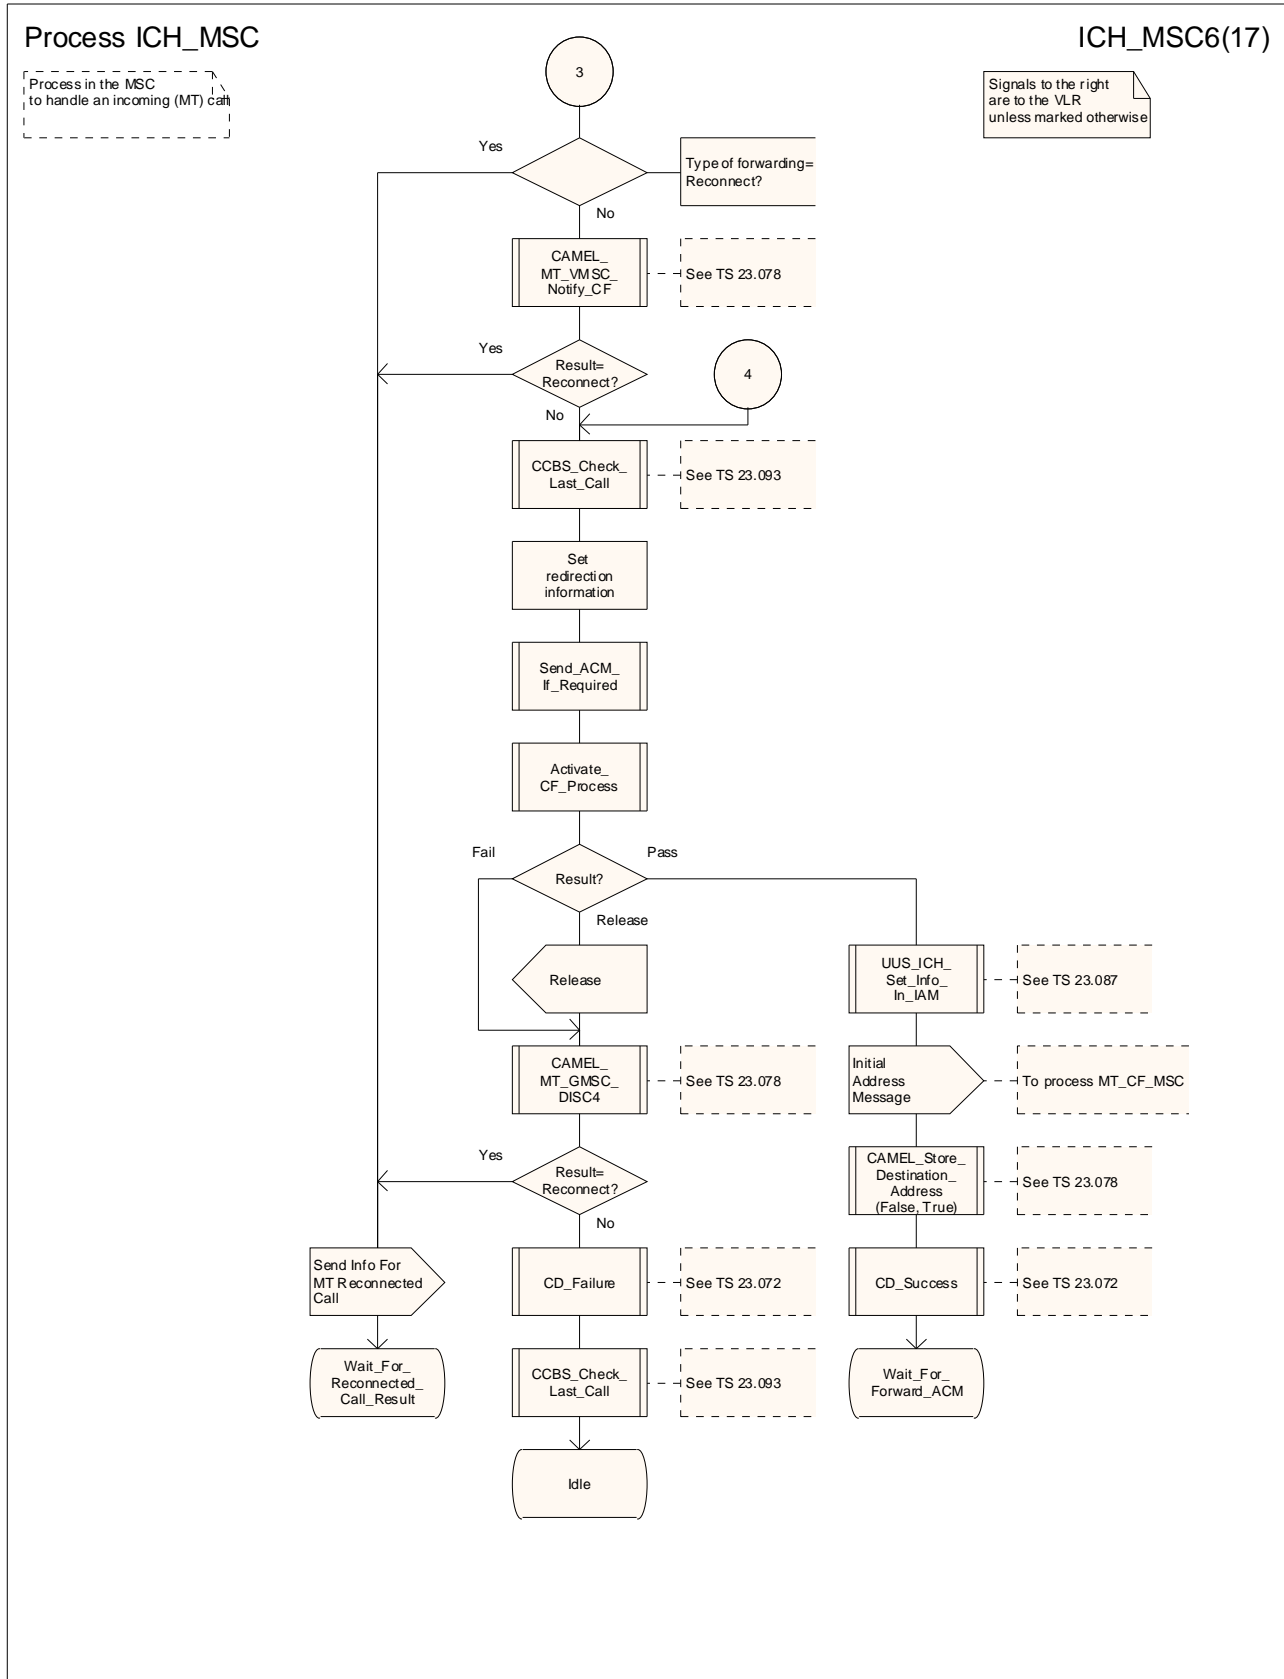 Process ICH_MSC
ICH_MSC6(17)
Process in the MSC
to handle an incoming (MT) call
Signals to the right
are to the VLR
unless marked otherwise
3
Yes
Type of forwarding=
Reconnect?
No
CAMEL_
MT_VMSC_
Notify_CF
See TS 23.078
Yes
Result=
Reconnect?
4
No
CCBS_Check_
Last_Call
See TS 23.093
Set
redirection
information
Send_ACM_
If_Required
Activate_
CF_Process
Fail
Pass
Result?
Release
Release
UUS_ICH_
Set_Info_
In_IAM
See TS 23.087
CAMEL_
MT_GMSC_
DISC4
See TS 23.078
Initial
Address
Message
To process MT_CF_MSC
Yes
Result=
Reconnect?
No
CAMEL_Store_
Destination_
Address
(False, True)
See TS 23.078
Send Info For
MT Reconnected
Call
CD_Failure
See TS 23.072
CD_Success
See TS 23.072
Wait_For_
Reconnected_
Call_Result
CCBS_Check_
Last_Call
See TS 23.093
Wait_For_
Forward_ACM
Idle